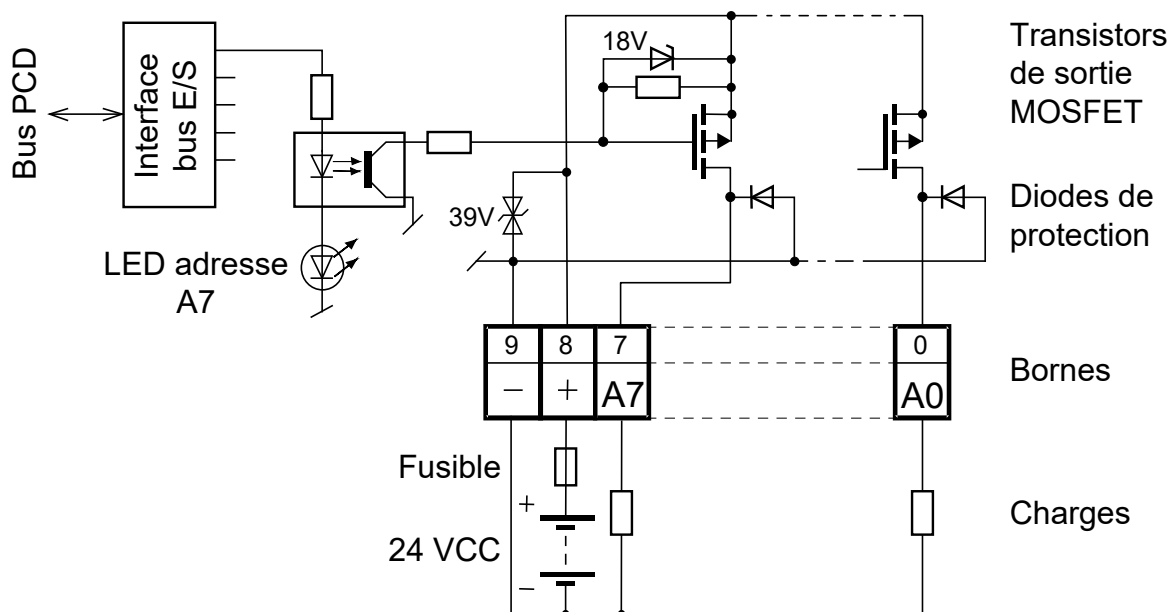 Bus PCD
Interface
bus E/S
18V
Transistors
de sortie
MOSFET
39V
Diodes de
protection
LED adresse
A7
9 8 7 0
− + A7 A0
Bornes
Fusible
+
24 VCC
−
Charges